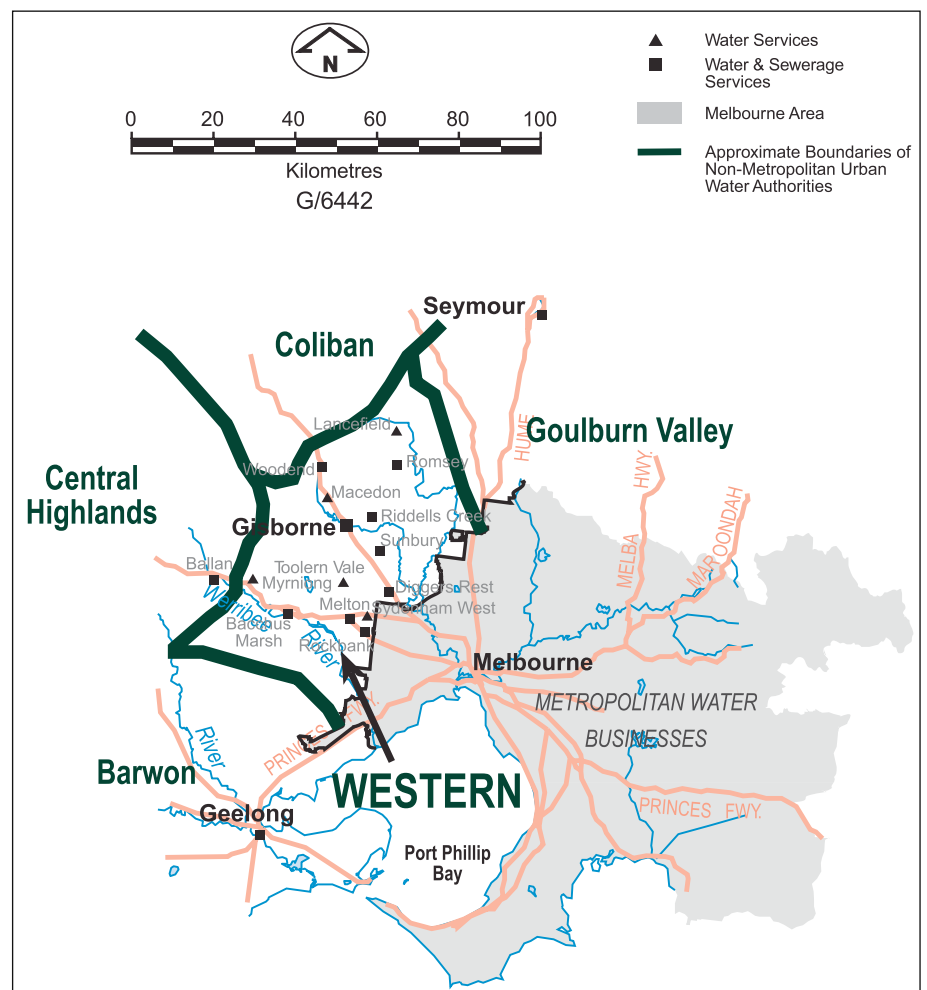 N
Water Services
Water & Sewerage
Services
Melbourne Area
Approximate Boundaries of
Non-Metropolitan Urban
Water Authorities
0 20 40 60 80 100
Kilometres
G/6442
Seymour
Coliban
Lancefield
HUME
Goulburn Valley
Woodend
Romsey
Central
Highlands
Macedon
HWY.
Gisborne
Riddells Creek
Sunbury
MELBA
MAROONDAH
Ballan
Toolern Vale
Myrniong
Diggers Rest
Werribee
River
Melton
Sydenham West
Bacchus
Marsh
Rockbank
Melbourne
METROPOLITAN WATER
BUSINESSES
PRINCES FWY.
River
Barwon
WESTERN
Geelong
PRINCES FWY.
Port Phillip
Bay